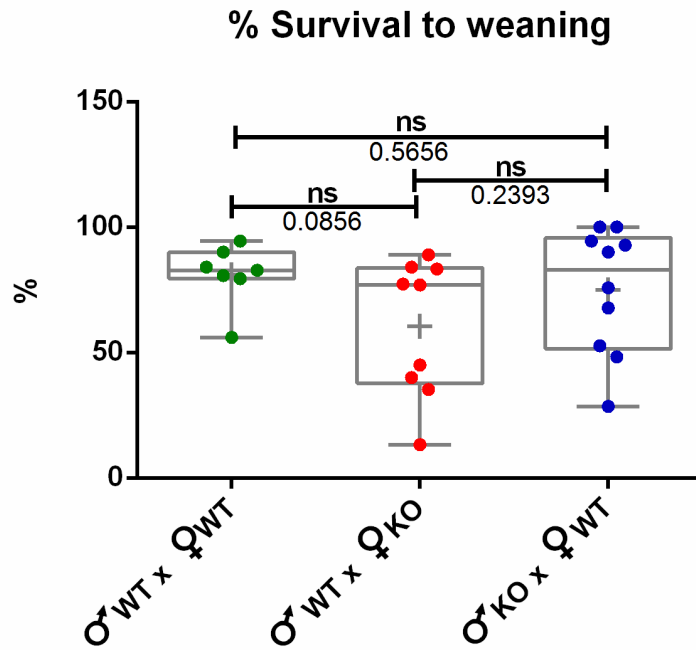 % Survival to weaning
150
100
50
0
%
ns
0.5656
ns
0.2393
ns
0.0856
♂ WT x ♀ WT
♂ WT x ♀ KO
♂ KO x ♀ WT